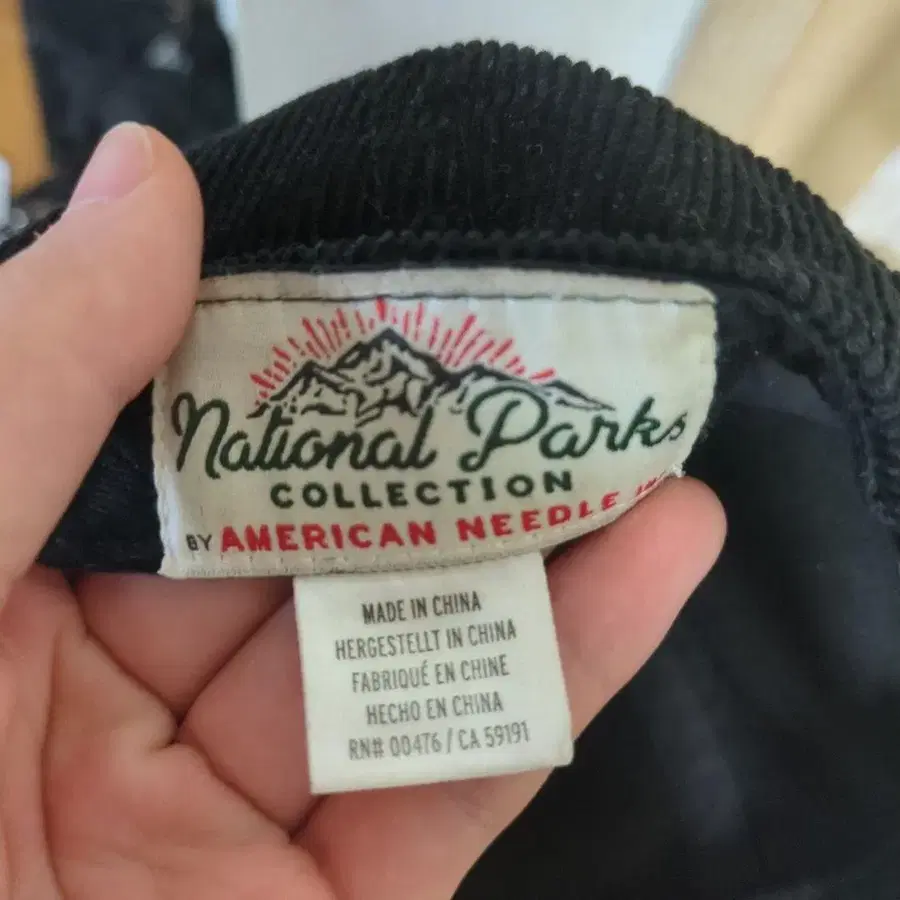 National Parks
COLLECTION
BY AMERICAN NEEDLE
MADE IN CHINA
HERGESTELLT IN CHINA
FABRIQUÉ EN CHINE
HECHO EN CHINA
RN# 00476 / CA 59191